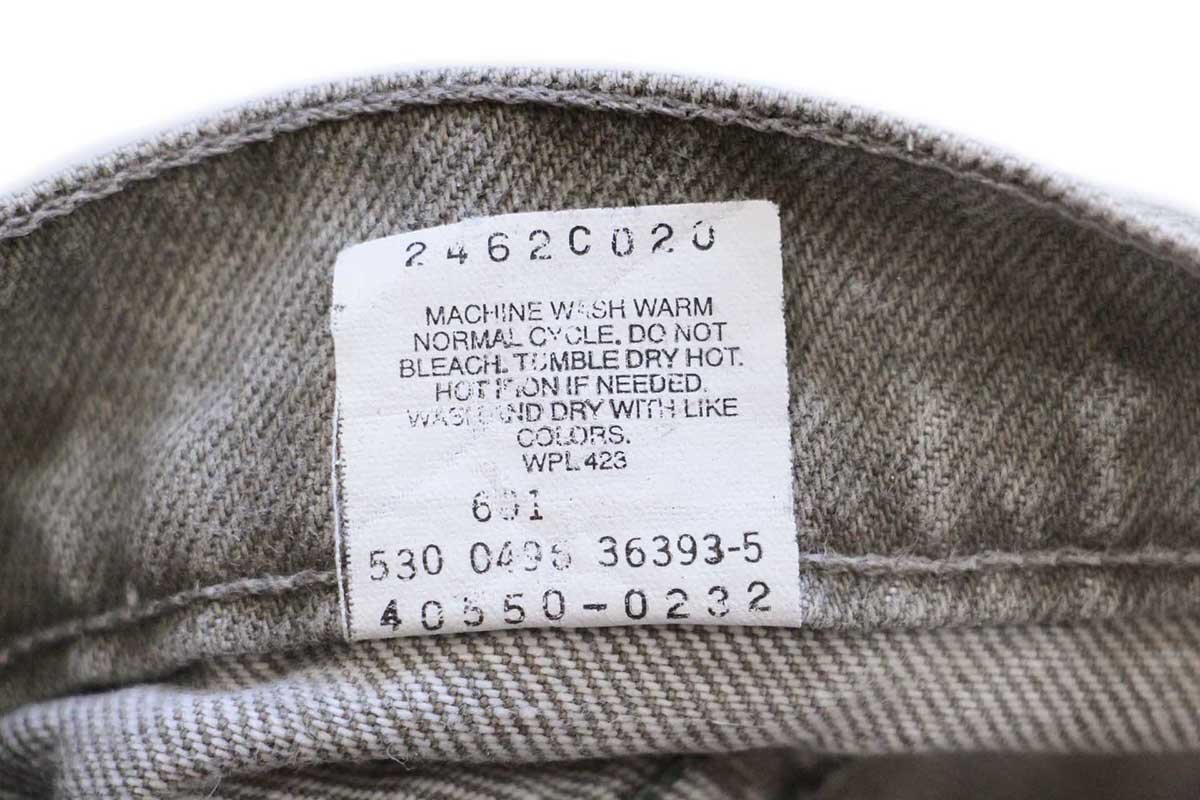 2462C020
MACHINE WASH WARM
NORMAL CYCLE. DO NOT
BLEACH. TUMBLE DRY HOT.
HOT IRON IF NEEDED.
WASH AND DRY WITH LIKE
COLORS.
WPL 423
601
530 0496 36393-5
40550-0232